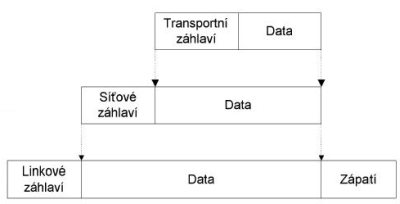 Transportní
záhlaví
Data
Síťové
záhlaví
Data
Linkové
záhlaví
Data
Zápatí